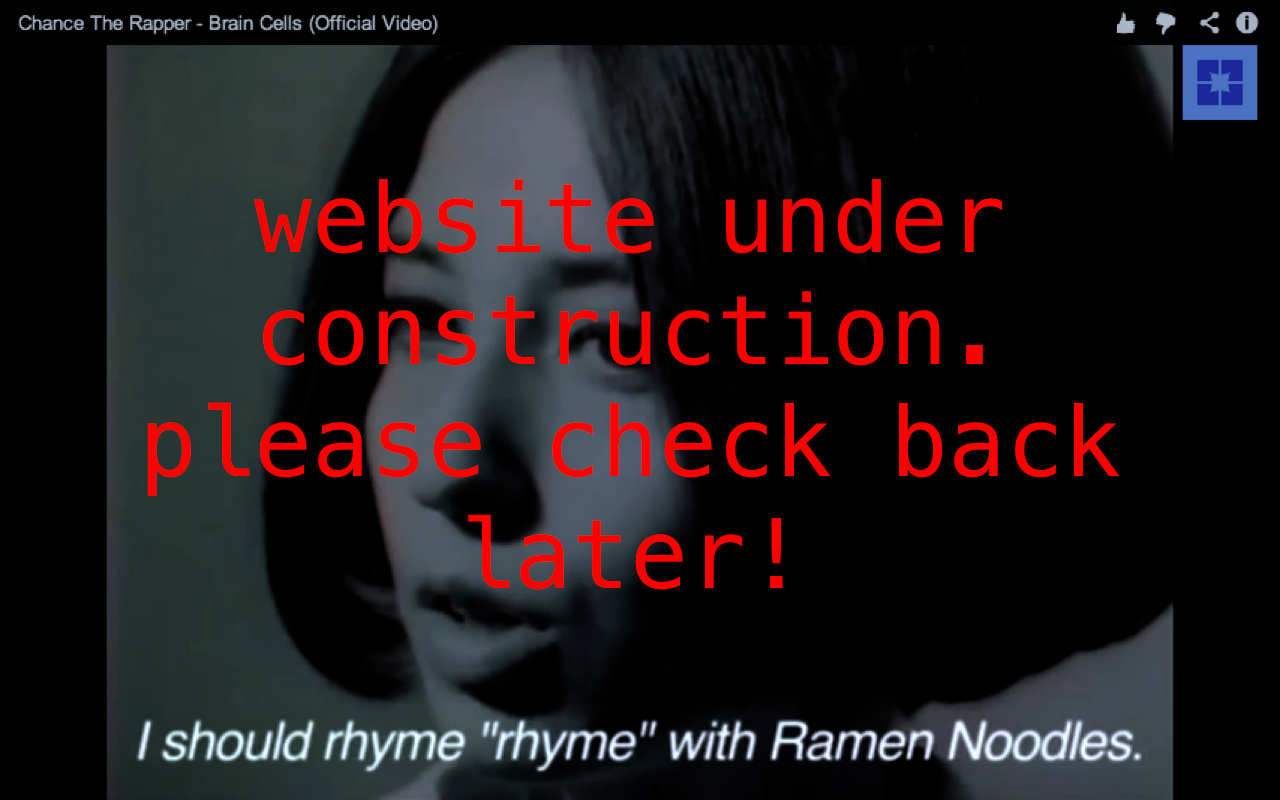 Chance The Rapper - Brain Cells (Official Video)
website under
construction.
please check back
later!
I should rhyme "rhyme" with Ramen Noodles.